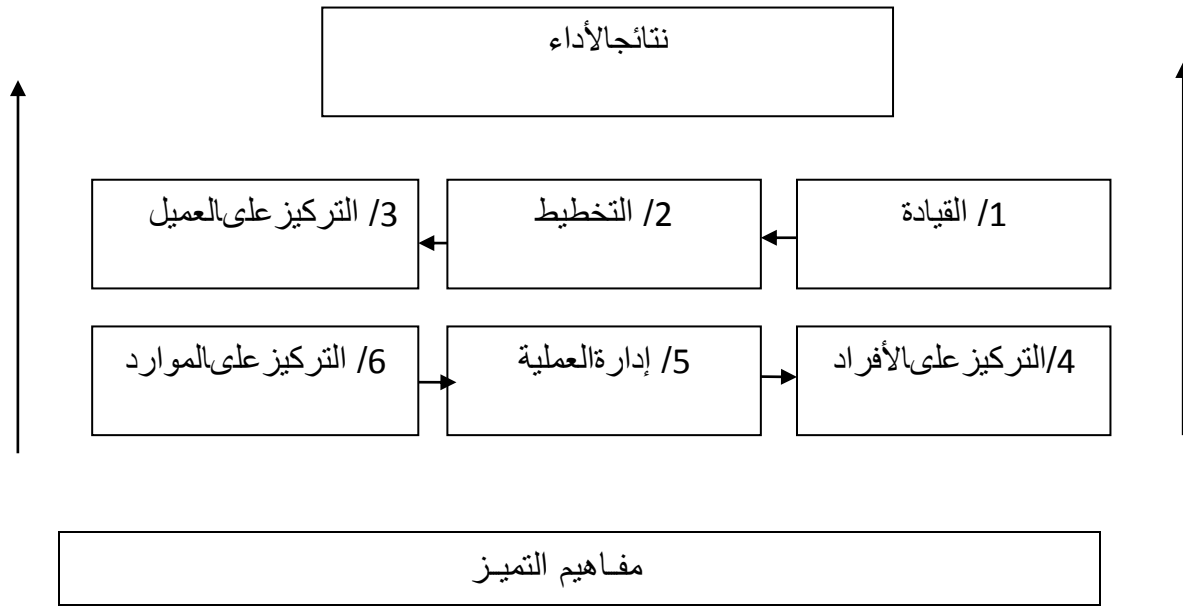 نتائجالأداء
1/ القيادة
2/ التخطيط
3/ التركيز علىالعميل
4/التركيز علىالأفراد
5/ إدارةالعملية
6/ التركيز علىالموارد
مفـاهيم التميـز